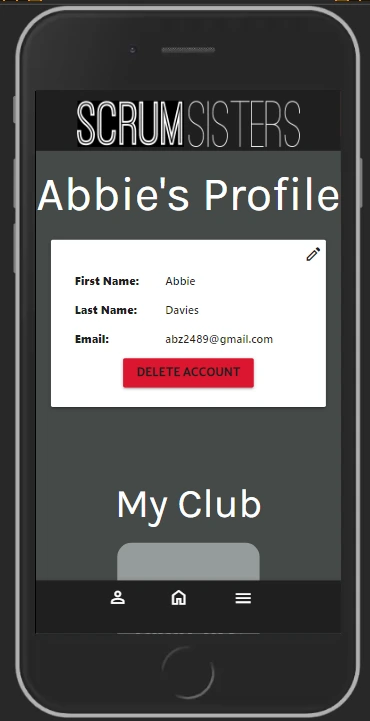 SCRUMSISTERS
Abbie's Profile
First Name: Abbie
Last Name: Davies
Email: abz2489@gmail.com
DELETE ACCOUNT
My Club